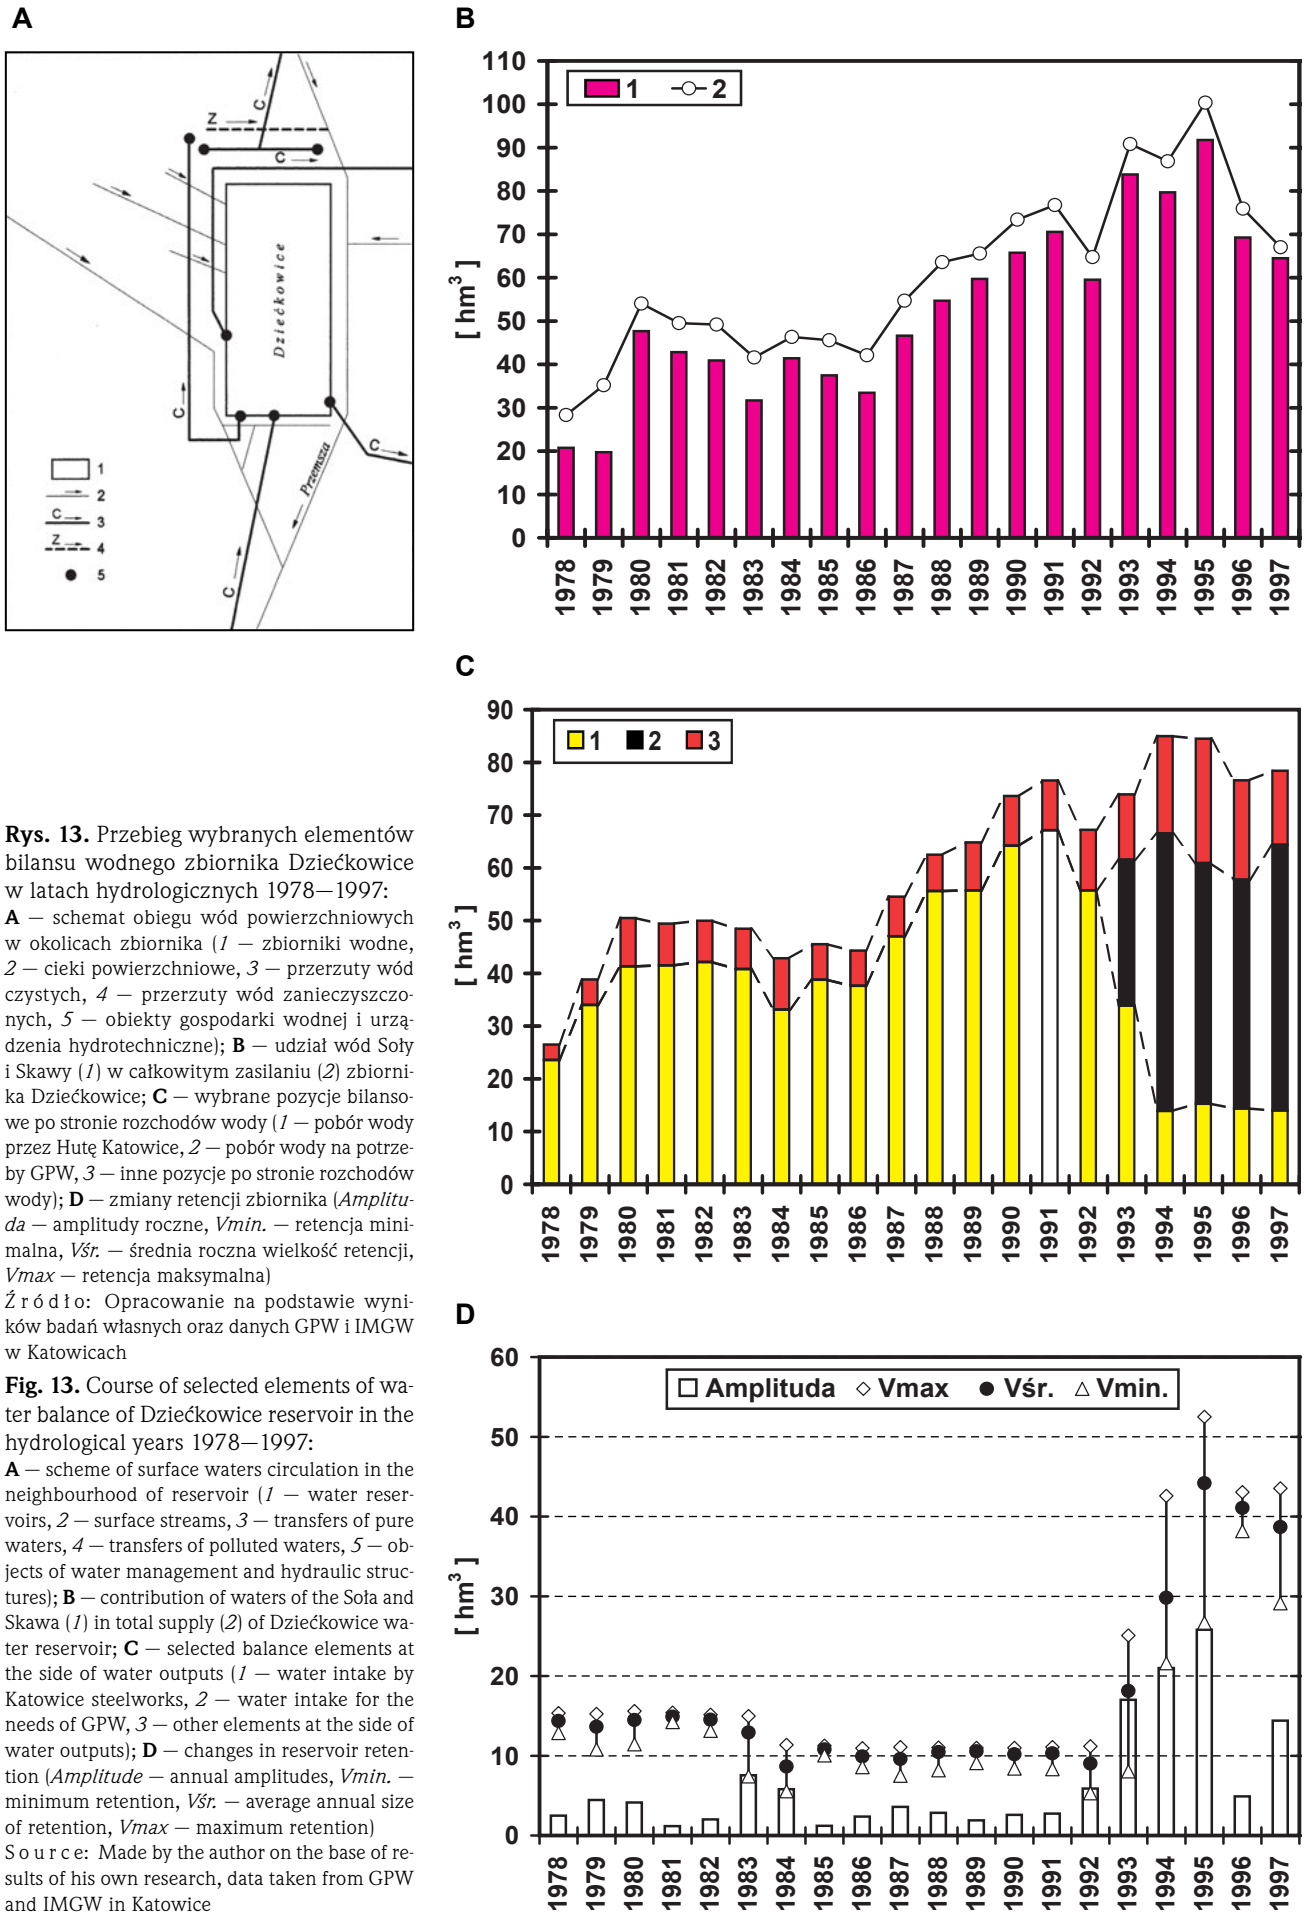 A
Z
C
C
Dziećkowice
C
C
Przemsza
C
1
2
C 3
Z 4
5
B
110
100
90
80
70
60
50
40
30
20
10
0
[ hm³ ]
1 2
1978 1979 1980 1981 1982 1983 1984 1985 1986 1987 1988 1989 1990 1991 1992 1993 1994 1995 1996 1997
C
90
80
70
60
50
40
30
20
10
0
[ hm³ ]
1 2 3
1978 1979 1980 1981 1982 1983 1984 1985 1986 1987 1988 1989 1990 1991 1992 1993 1994 1995 1996 1997
D
60
50
40
30
20
10
0
[ hm³ ]
Amplituda Vmax Vśr. Vmin.
1978 1979 1980 1981 1982 1983 1984 1985 1986 1987 1988 1989 1990 1991 1992 1993 1994 1995 1996 1997
Rys. 13. Przebieg wybranych elementów
bilansu wodnego zbiornika Dziećkowice
w latach hydrologicznych 1978—1997:
A — schemat obiegu wód powierzchniowych
w okolicach zbiornika (1 — zbiorniki wodne,
2 — cieki powierzchniowe, 3 — przerzuty wód
czystych, 4 — przerzuty wód zanieczyszczo-
nych, 5 — obiekty gospodarki wodnej i urzą-
dzenia hydrotechniczne); B — udział wód Soły
i Skawy (1) w całkowitym zasilaniu (2) zbiorni-
ka Dziećkowice; C — wybrane pozycje bilanso-
we po stronie rozchodów wody (1 — pobór wody
przez Hutę Katowice, 2 — pobór wody na potrze-
by GPW, 3 — inne pozycje po stronie rozchodów
wody); D — zmiany retencji zbiornika (Amplitu-
da — amplitudy roczne, Vmin. — retencja mini-
malna, Vśr. — średnia roczna wielkość retencji,
Vmax — retencja maksymalna)
Źródło: Opracowanie na podstawie wyni-
ków badań własnych oraz danych GPW i IMGW
w Katowicach
Fig. 13. Course of selected elements of wa-
ter balance of Dziećkowice reservoir in the
hydrological years 1978—1997:
A — scheme of surface waters circulation in the
neighbourhood of reservoir (1 — water reser-
voirs, 2 — surface streams, 3 — transfers of pure
waters, 4 — transfers of polluted waters, 5 — ob-
jects of water management and hydraulic struc-
tures); B — contribution of waters of the Soła and
Skawa (1) in total supply (2) of Dziećkowice wa-
ter reservoir; C — selected balance elements at
the side of water outputs (1 — water intake by
Katowice steelworks, 2 — water intake for the
needs of GPW, 3 — other elements at the side of
water outputs); D — changes in reservoir reten-
tion (Amplitude — annual amplitudes, Vmin. —
minimum retention, Vśr. — average annual size
of retention, Vmax — maximum retention)
Source: Made by the author on the base of re-
sults of his own research, data taken from GPW
and IMGW in Katowice